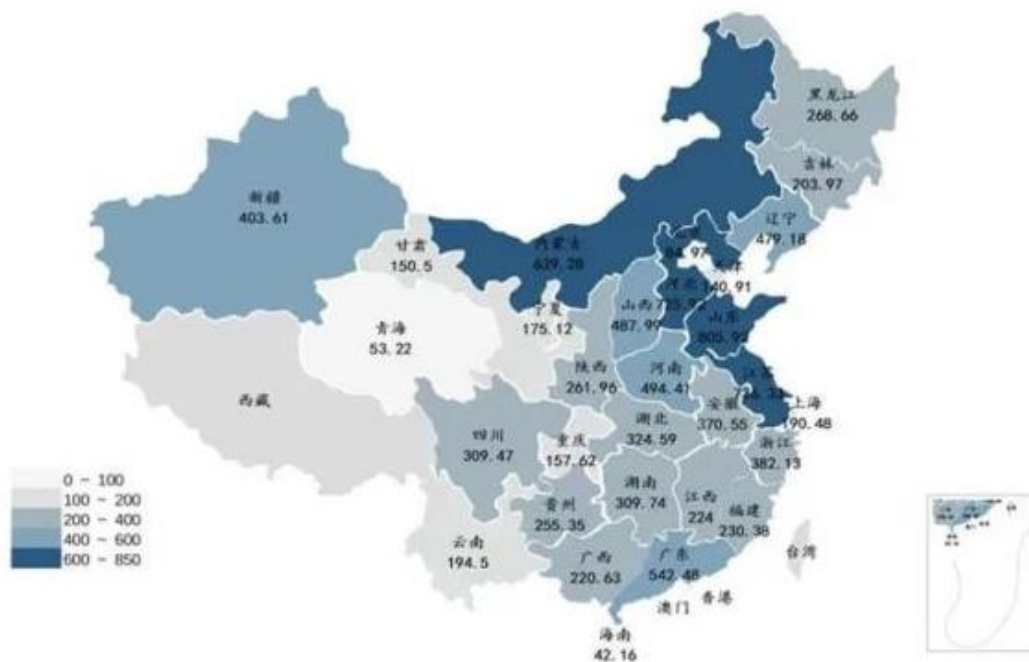 黑龙江
268.66
吉林
203.97
新疆
403.61
辽宁
479.18
甘肃
150.5
内蒙古
639.28
天津
140.91
河北
山西
487.99
山东
805.95
宁夏
175.12
青海
53.22
陕西
261.96
河南
494.41
江苏
安徽
370.55
上海
190.48
西藏
湖北
324.59
四川
309.47
重庆
157.62
浙江
382.13
湖南
309.74
江西
224
福建
230.38
贵州
255.35
云南
194.5
广西
220.63
广东
542.48
台湾
香港
澳门
海南
42.16
0 ~ 100
100 ~ 200
200 ~ 400
400 ~ 600
600 ~ 850